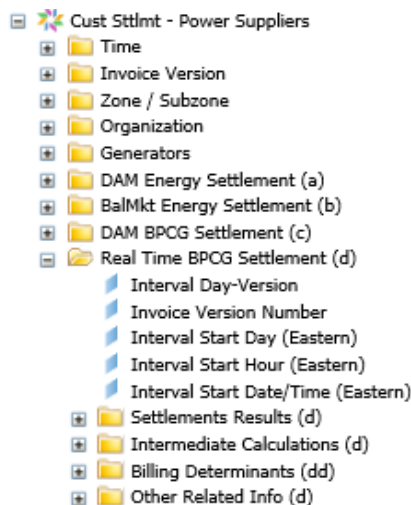 Cust Sttlmt - Power Suppliers
Time
Invoice Version
Zone / Subzone
Organization
Generators
DAM Energy Settlement (a)
BalMkt Energy Settlement (b)
DAM BPCG Settlement (c)
Real Time BPCG Settlement (d)
Interval Day-Version
Invoice Version Number
Interval Start Day (Eastern)
Interval Start Hour (Eastern)
Interval Start Date/Time (Eastern)
Settlements Results (d)
Intermediate Calculations (d)
Billing Determinants (dd)
Other Related Info (d)